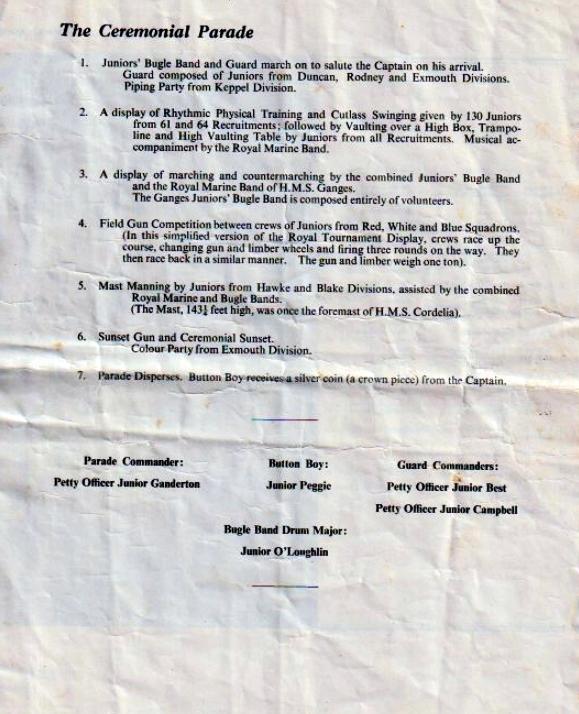 The Ceremonial Parade
1. Juniors' Bugle Band and Guard march on to salute the Captain on his arrival.
Guard composed of Juniors from Duncan, Rodney and Exmouth Divisions.
Piping Party from Keppel Division.
2. A display of Rhythmic Physical Training and Cutlass Swinging given by 130 Juniors
from 61 and 64 Recruitments; followed by Vaulting over a High Box, Trampo-
line and High Vaulting Table by Juniors from all Recruitments. Musical ac-
companiment by the Royal Marine Band.
3. A display of marching and countermarching by the combined Juniors' Bugle Band
and the Royal Marine Band of H.M.S. Ganges.
The Ganges Juniors' Bugle Band is composed entirely of volunteers.
4. Field Gun Competition between crews of Juniors from Red, White and Blue Squadrons.
(In this simplified version of the Royal Tournament Display, crews race up the
course, changing gun and limber wheels and firing three rounds on the way. They
then race back in a similar manner. The gun and limber weigh one ton).
5. Mast Manning by Juniors from Hawke and Blake Divisions, assisted by the combined
Royal Marine and Bugle Bands.
(The Mast, 143½ feet high, was once the foremast of H.M.S. Cordelia).
6. Sunset Gun and Ceremonial Sunset.
Colour Party from Exmouth Division.
7. Parade Disperses. Button Boy receives a silver coin (a crown piece) from the Captain.
Parade Commander:
Petty Officer Junior Ganderton
Button Boy:
Junior Peggie
Guard Commanders:
Petty Officer Junior Best
Petty Officer Junior Campbell
Bugle Band Drum Major:
Junior O'Loughlin